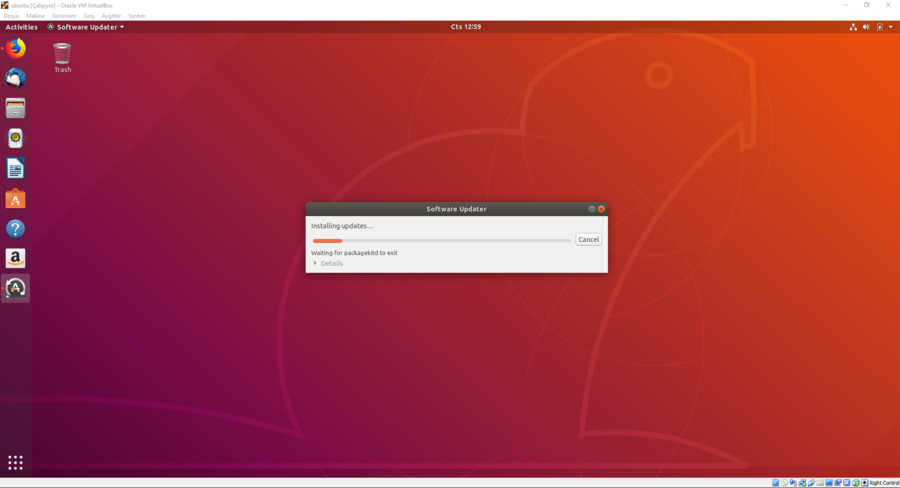 ubuntu [Çalışıyor] - Oracle VM VirtualBox
Dosya Makine Görünüm Giriş Aygıtlar Yardım
Activities Software Updater Cts 12:59
Trash
Software Updater
Installing updates...
Cancel
Waiting for packagekitd to exit
Details
Right Control